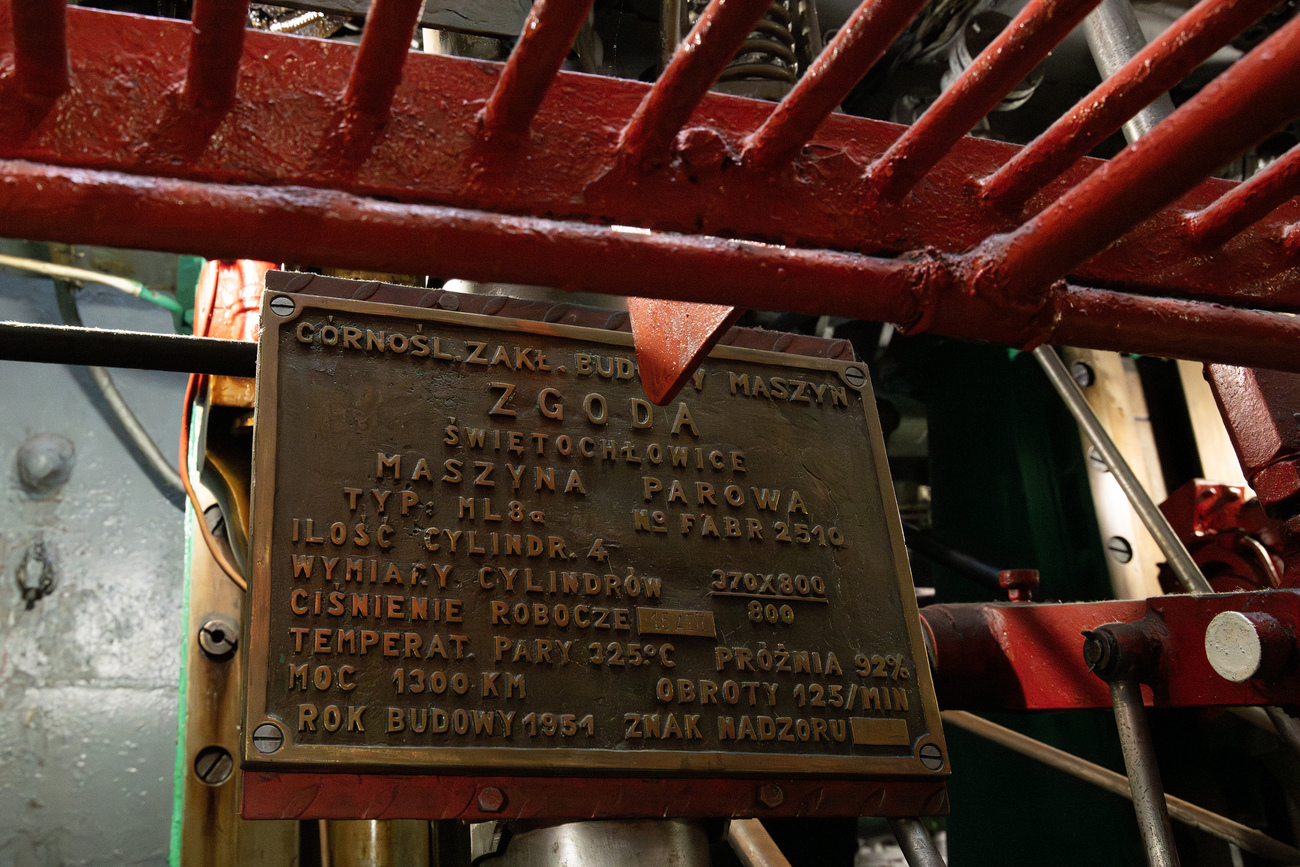 GÓRNOŚL. ZAKŁ. BUDOWY MASZYN
ZGODA
ŚWIĘTOCHŁOWICE
MASZYNA PAROWA
TYP: ML8a Nº FABR 2510
ILOŚĆ CYLINDR. 4
WYMIARY CYLINDRÓW 370X800
800
CIŚNIENIE ROBOCZE
TEMPERAT. PARY 325°C PRÓŻNIA 92%
MOC 1300 KM OBROTY 125/MIN
ROK BUDOWY 1951 ZNAK NADZORU